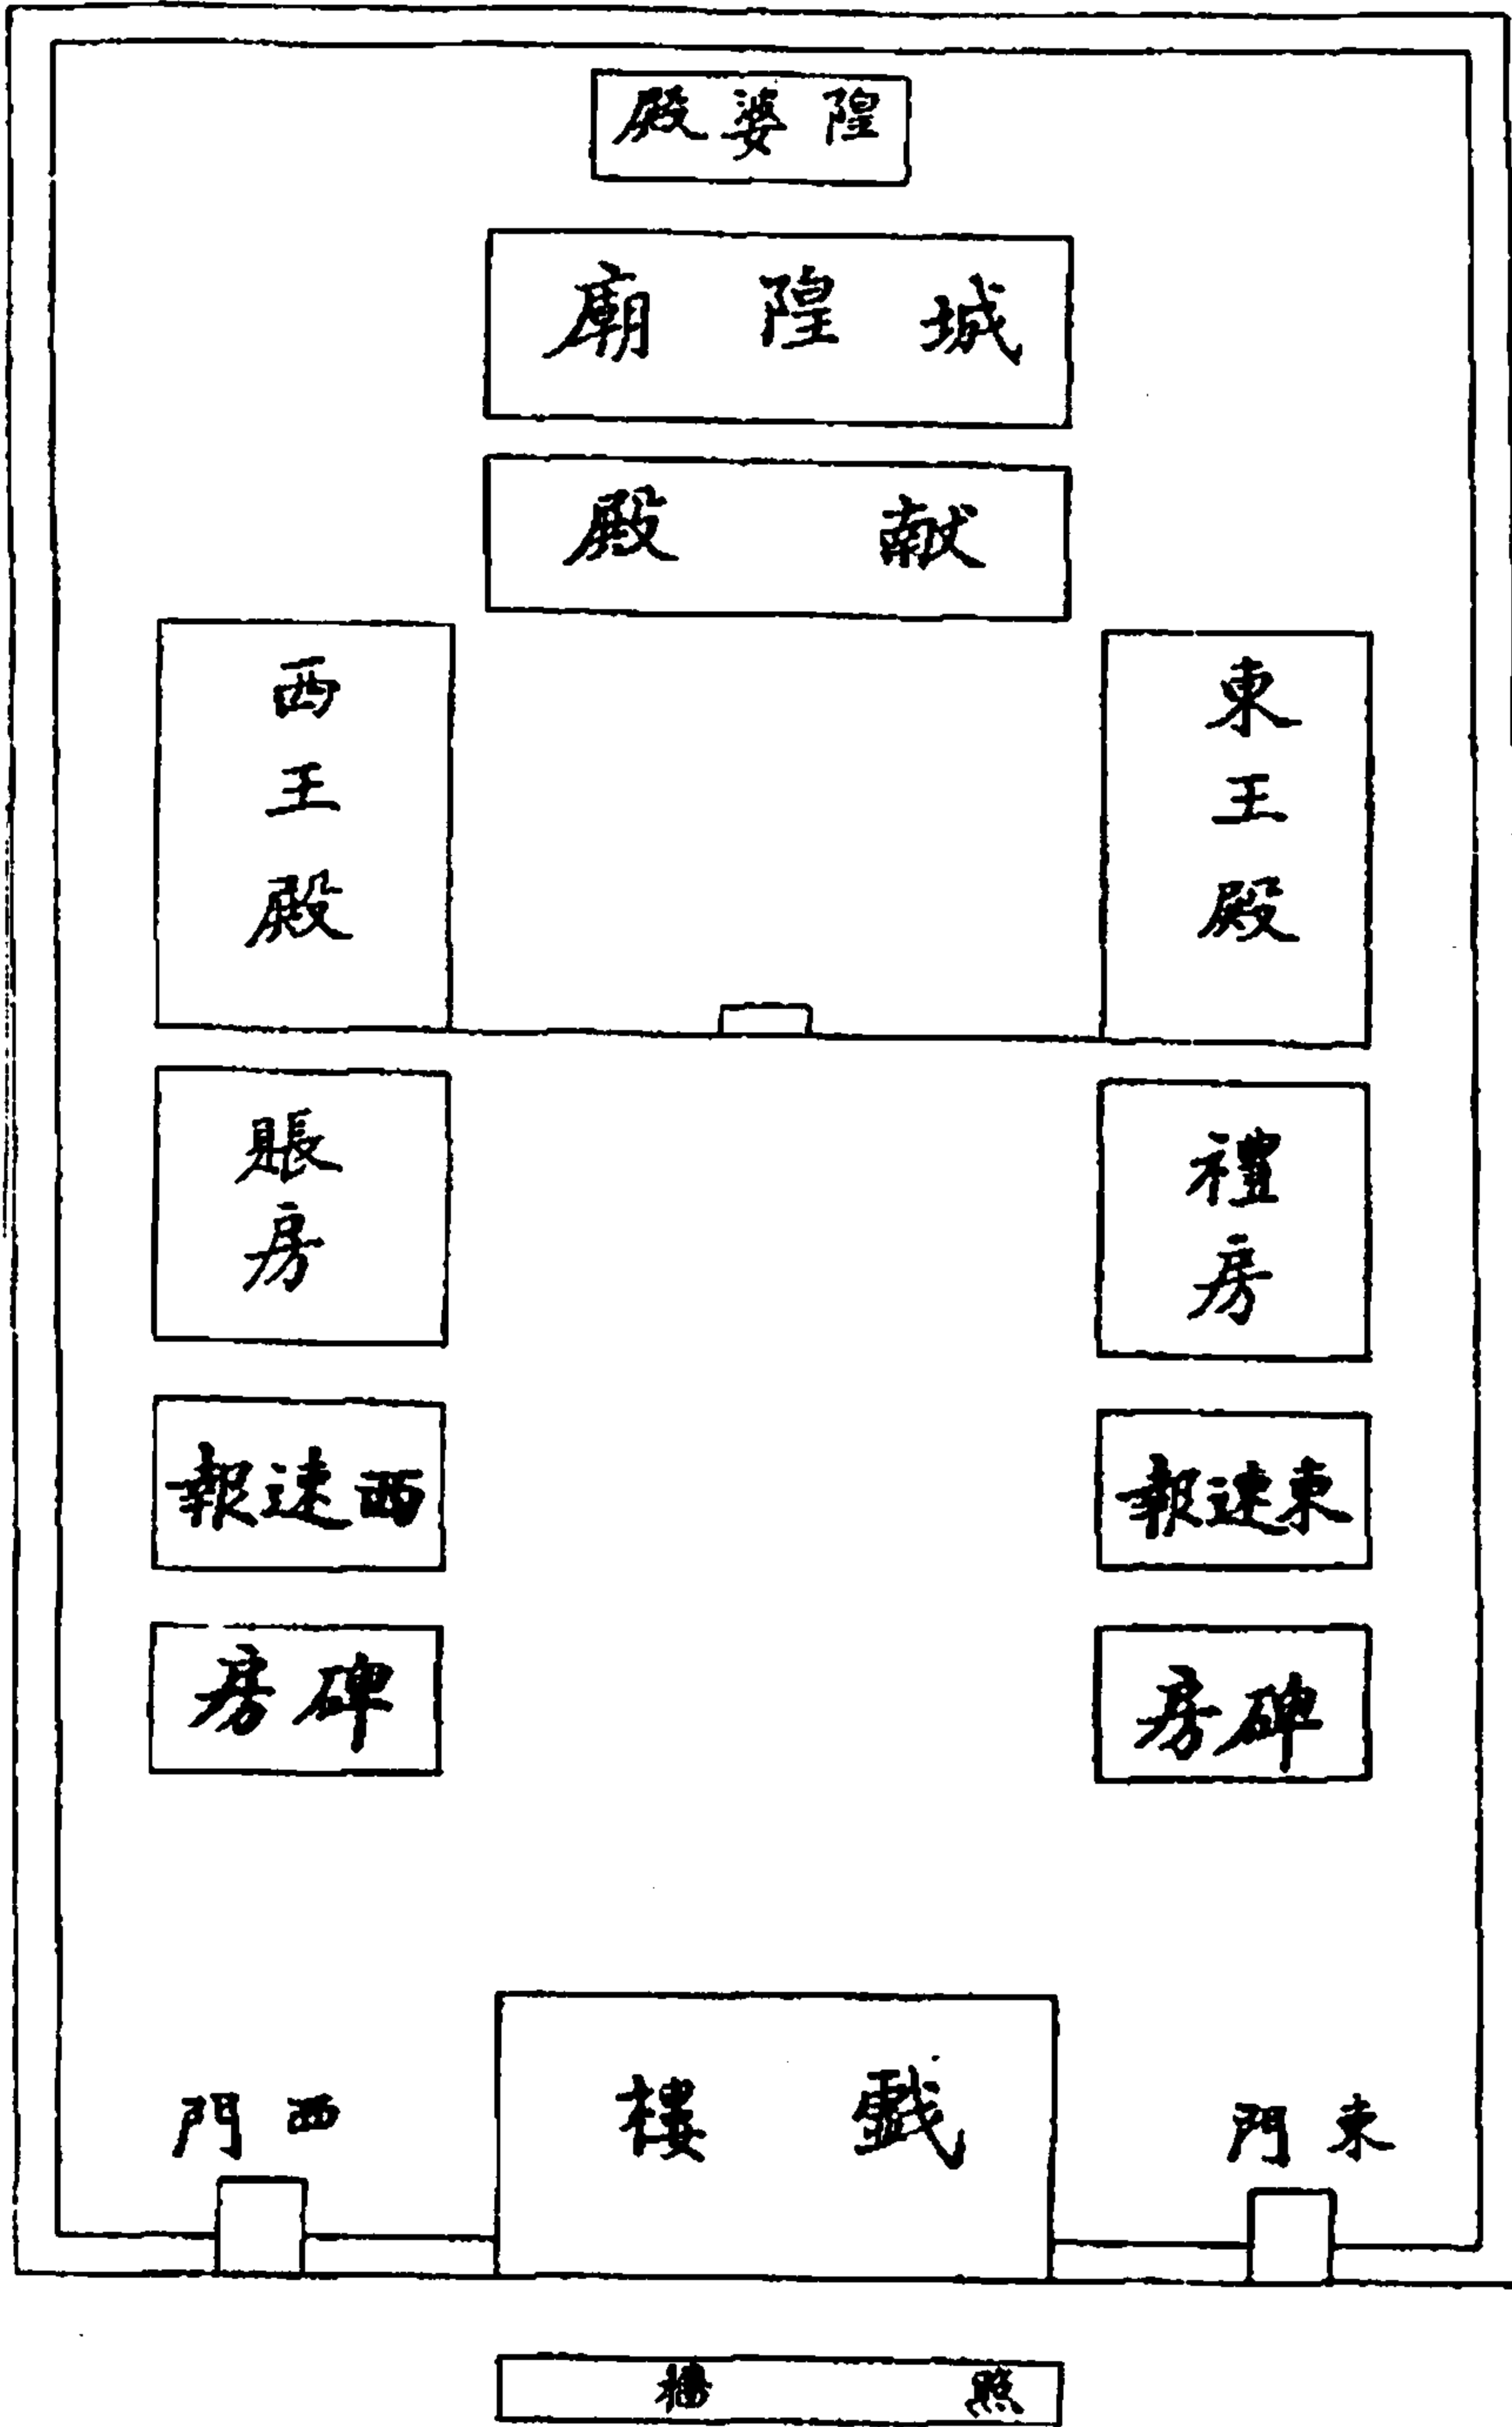 隍婆殿
城隍廟
献殿
東王殿
西王殿
禮房
賬房
東速報
西速報
碑房
碑房
東門
戲樓
西門
照牆